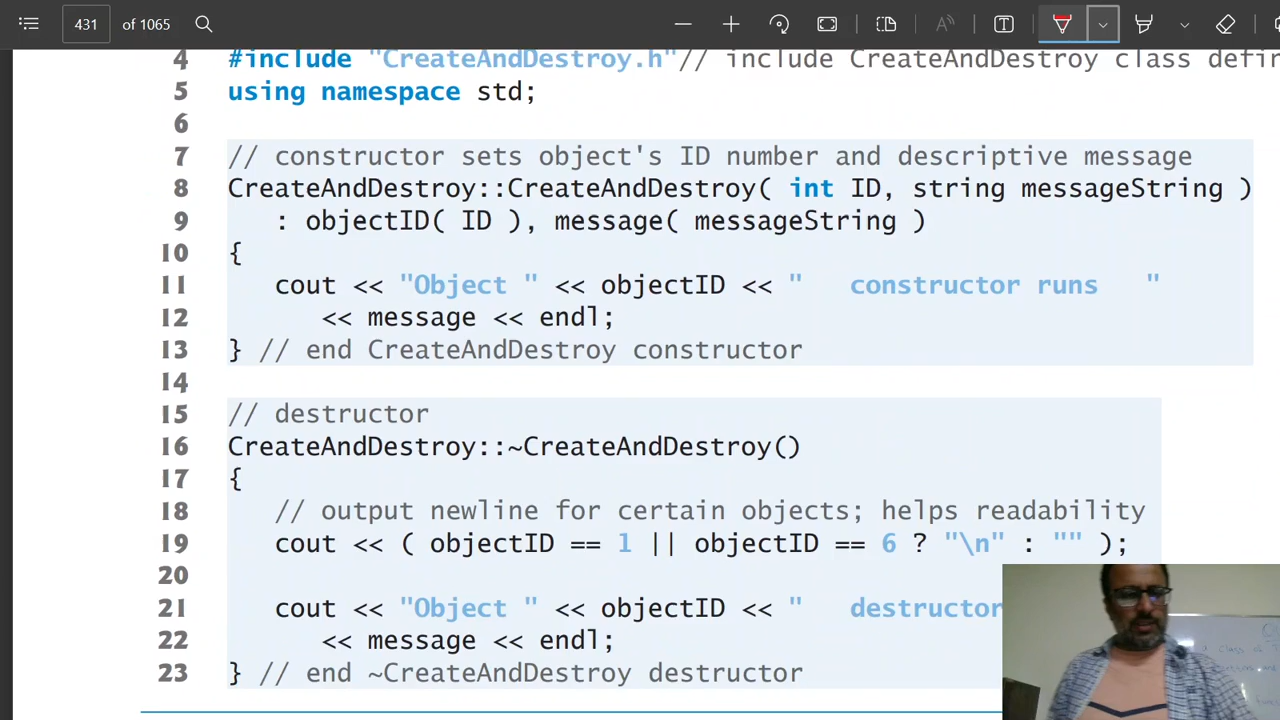 431 of 1065
4 #include "CreateAndDestroy.h"// include CreateAndDestroy class defin
5 using namespace std;
6
7 // constructor sets object's ID number and descriptive message
8 CreateAndDestroy::CreateAndDestroy( int ID, string messageString )
9 : objectID( ID ), message( messageString )
10 {
11 cout << "Object " << objectID << "   constructor runs   "
12 << message << endl;
13 } // end CreateAndDestroy constructor
14
15 // destructor
16 CreateAndDestroy::~CreateAndDestroy()
17 {
18 // output newline for certain objects; helps readability
19 cout << ( objectID == 1 || objectID == 6 ? "\n" : "" );
20
21 cout << "Object " << objectID << "   destructor
22 << message << endl;
23 } // end ~CreateAndDestroy destructor